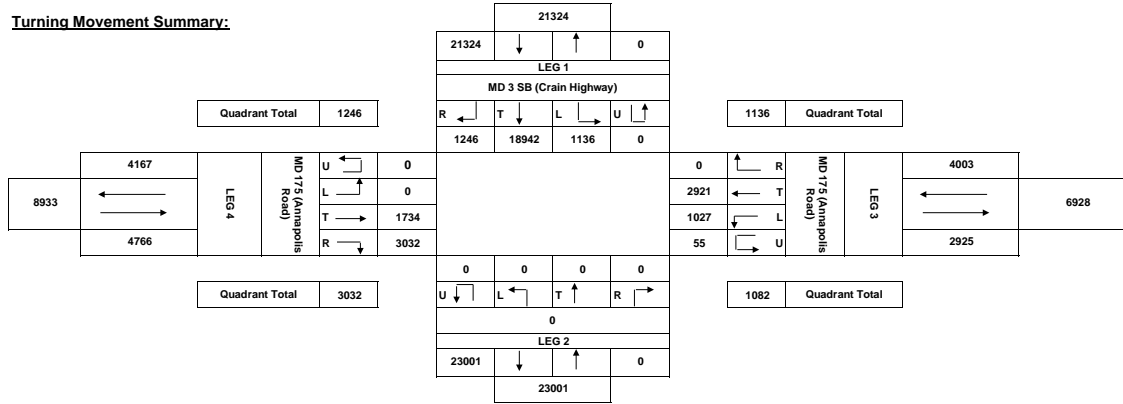 Turning Movement Summary:
21324
21324 0
LEG 1
MD 3 SB (Crain Highway)
R T L U
1246 18942 1136 0
Quadrant Total 1246
1136 Quadrant Total
8933
4167
4766
LEG 4
MD 175 (Annapolis Road)
U 0
L 0
T 1734
R 3032
0 R
2921 T
1027 L
55 U
MD 175 (Annapolis Road)
LEG 3
4003
2925
6928
Quadrant Total 3032
0 0 0 0
U L T R
0
LEG 2
23001 0
23001
1082 Quadrant Total